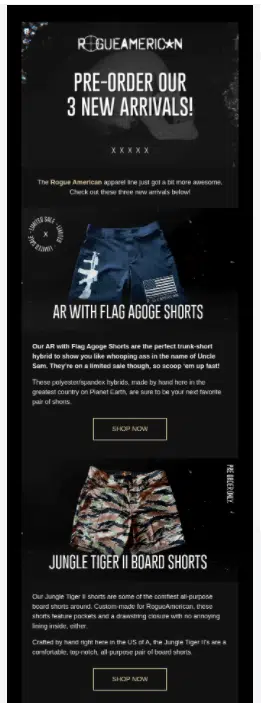 ROGUEAMERICAN
PRE-ORDER OUR
3 NEW ARRIVALS!
X X X X X
The Rogue American apparel line just got a bit more awesome.
Check out these three new arrivals below!
LIMITED SALE · LIMITED SALE ·
X
AR WITH FLAG AGOGE SHORTS
Our AR with Flag Agoge Shorts are the perfect trunk-short
hybrid to show you like whooping ass in the name of Uncle
Sam. They're on a limited sale though, so scoop 'em up fast!
These polyester/spandex hybrids, made by hand here in the
greatest country on Planet Earth, are sure to be your next favorite
pair of shorts.
SHOP NOW
PRE ORDER ONLY
JUNGLE TIGER II BOARD SHORTS
Our Jungle Tiger II shorts are some of the comfiest all-purpose
board shorts around. Custom-made for RogueAmerican, these
shorts feature pockets and a drawstring closure with no annoying
lining inside, either.
Crafted by hand right here in the US of A, the Jungle Tiger II's are a
comfortable, top-notch, all-purpose pair of board shorts.
SHOP NOW